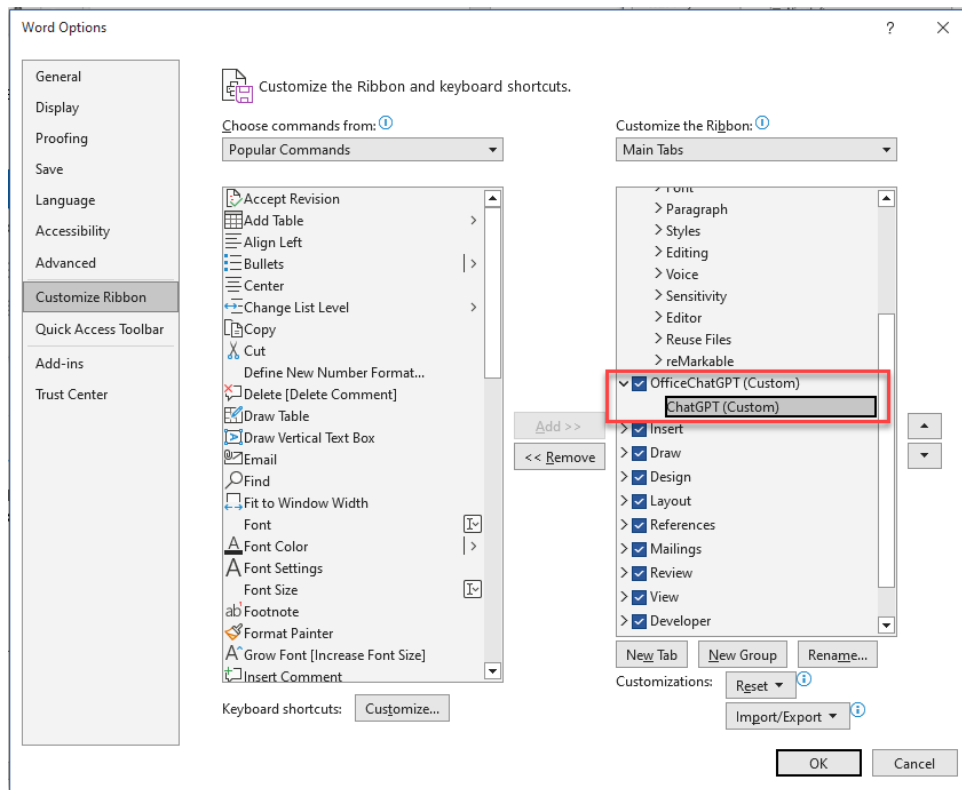 Word Options
?
General
Display
Proofing
Save
Language
Accessibility
Advanced
Customize Ribbon
Quick Access Toolbar
Add-ins
Trust Center
Customize the Ribbon and keyboard shortcuts.
Choose commands from:
Popular Commands
Accept Revision
Add Table
Align Left
Bullets
Center
Change List Level
Copy
Cut
Define New Number Format...
Delete [Delete Comment]
Draw Table
Draw Vertical Text Box
Email
Find
Fit to Window Width
Font
Font Color
Font Settings
Font Size
Footnote
Format Painter
Grow Font [Increase Font Size]
Insert Comment
Keyboard shortcuts: Customize...
Add >>
<< Remove
Customize the Ribbon:
Main Tabs
Font
Paragraph
Styles
Editing
Voice
Sensitivity
Editor
Reuse Files
reMarkable
OfficeChatGPT (Custom)
ChatGPT (Custom)
Insert
Draw
Design
Layout
References
Mailings
Review
View
Developer
New Tab New Group Rename...
Customizations: Reset
Import/Export
OK Cancel